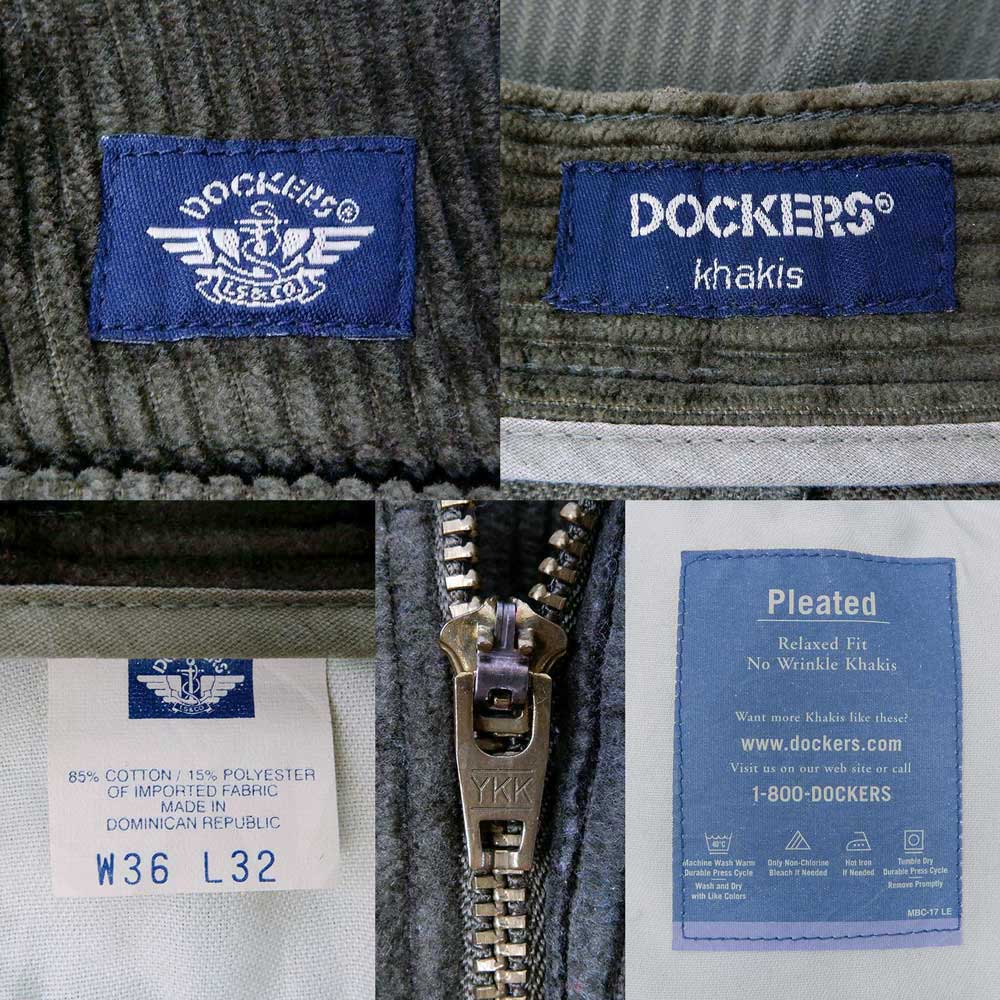 DOCKERS®
LS&CO.
DOCKERS®
khakis
DOCKERS
LS&CO
85% COTTON / 15% POLYESTER
OF IMPORTED FABRIC
MADE IN
DOMINICAN REPUBLIC
W36 L32
YKK
Pleated
Relaxed Fit
No Wrinkle Khakis
Want more Khakis like these?
www.dockers.com
Visit us on our web site or call
1-800-DOCKERS
40°C
Machine Wash Warm
Durable Press Cycle
Wash and Dry
with Like Colors
Only Non-Chlorine
Bleach If Needed
Hot Iron
If Needed
Tumble Dry
Durable Press Cycle
Remove Promptly
MBC-17 LE